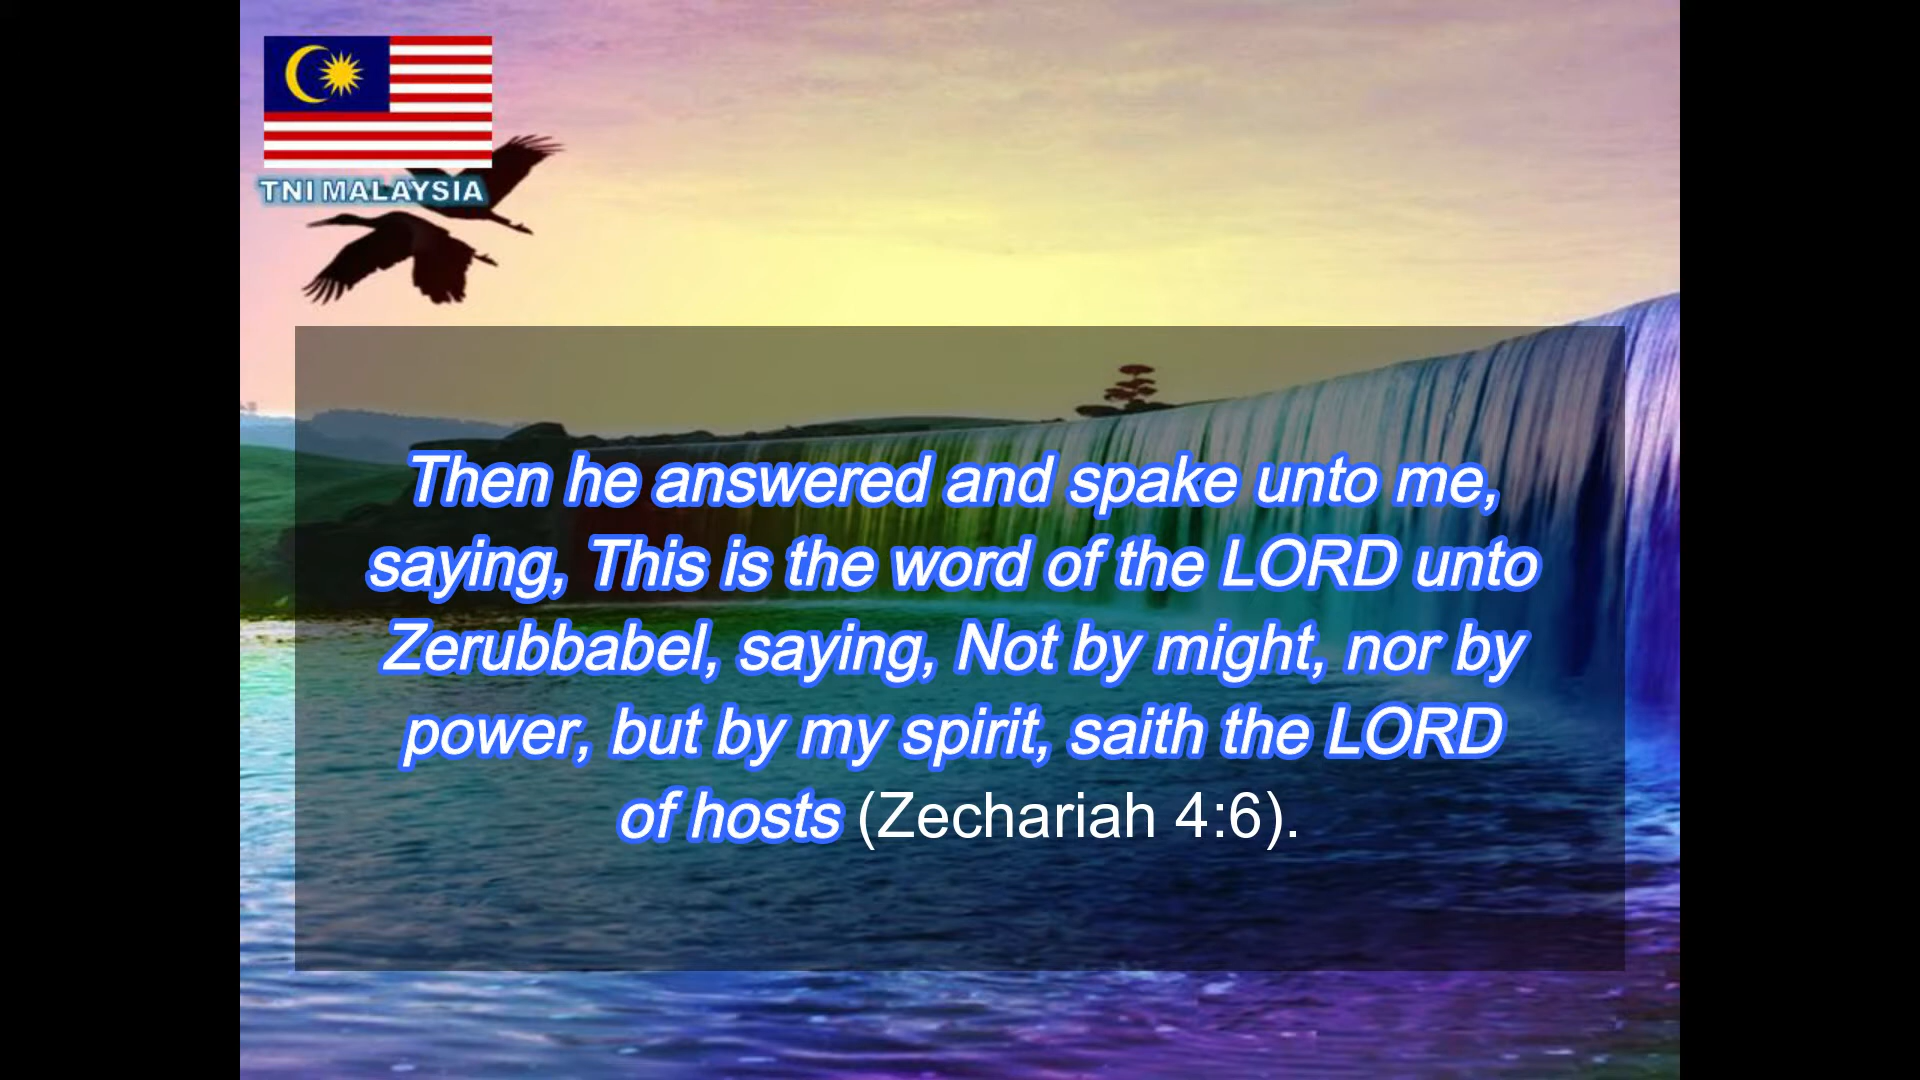 TNI MALAYSIA
Then he answered and spake unto me,
saying, This is the word of the LORD unto
Zerubbabel, saying, Not by might, nor by
power, but by my spirit, saith the LORD
of hosts (Zechariah 4:6).